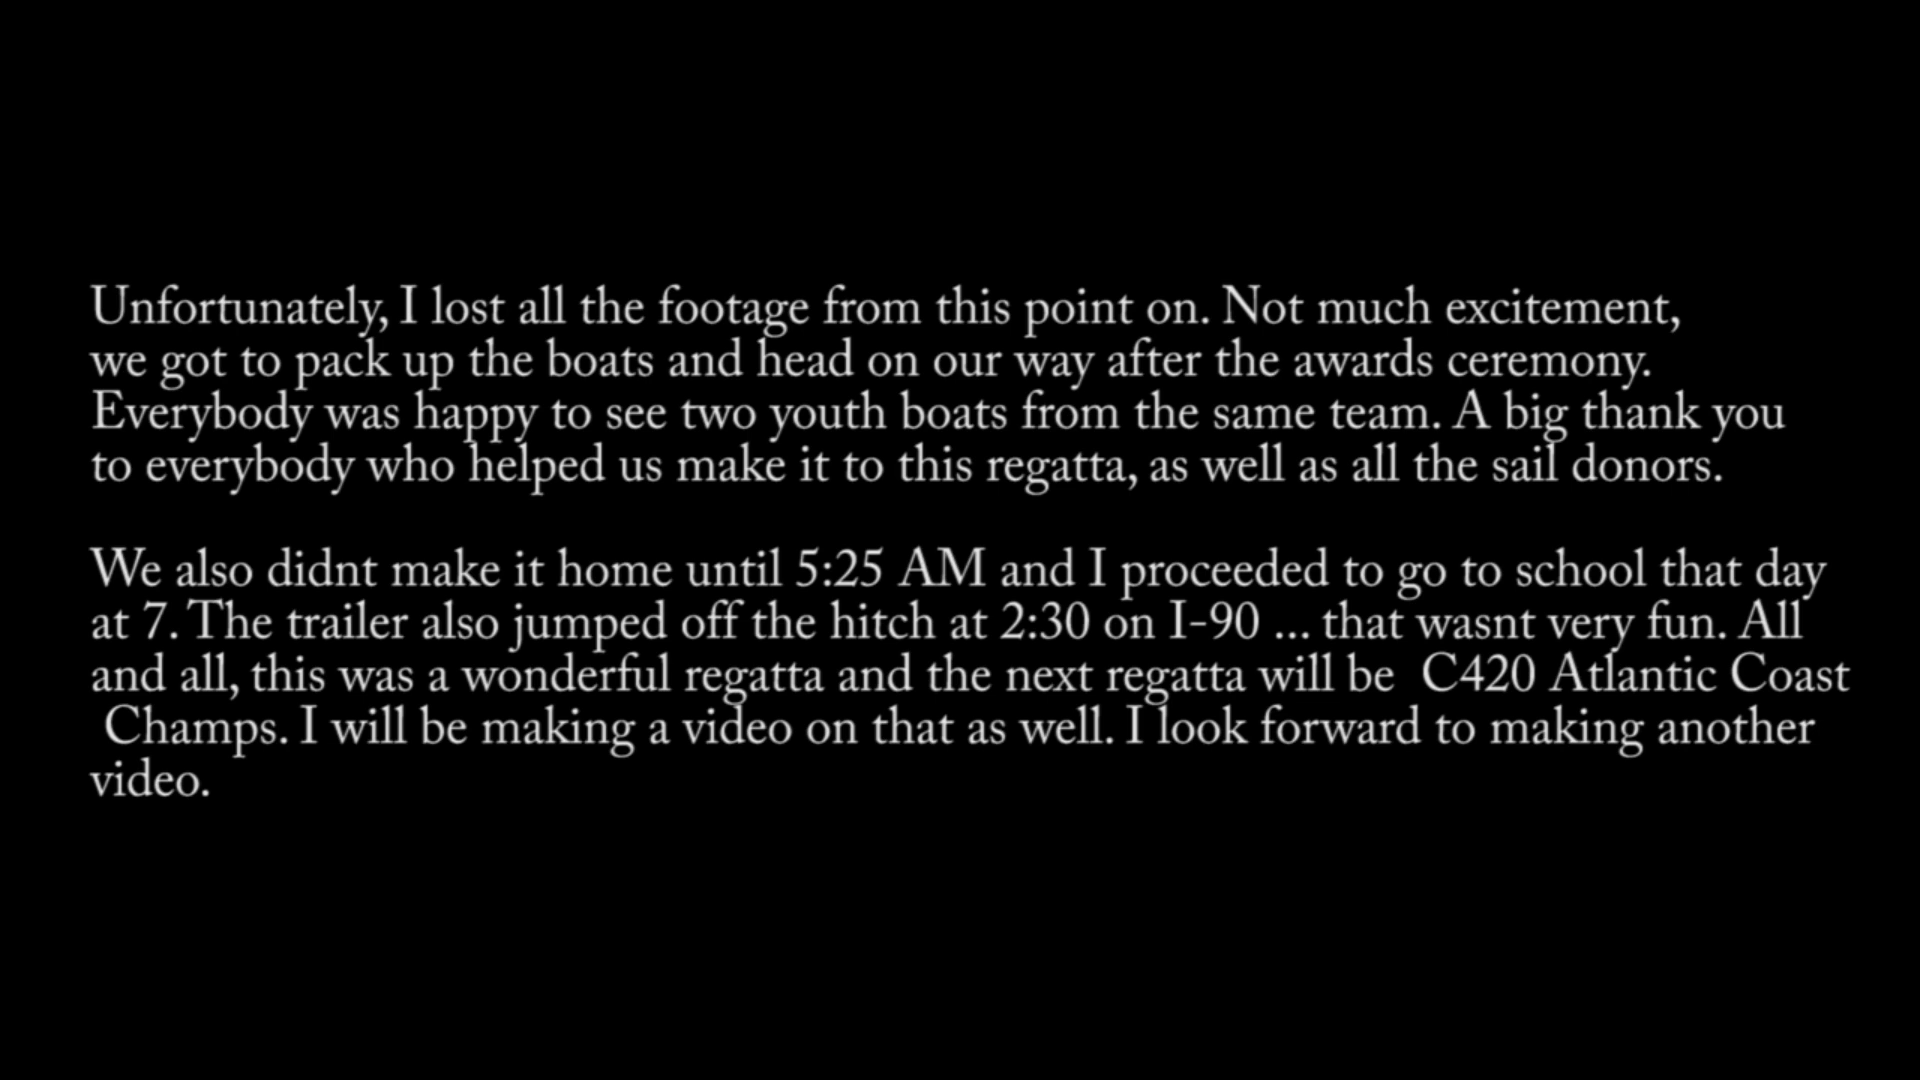 Unfortunately, I lost all the footage from this point on. Not much excitement,
we got to pack up the boats and head on our way after the awards ceremony.
Everybody was happy to see two youth boats from the same team. A big thank you
to everybody who helped us make it to this regatta, as well as all the sail donors.
We also didnt make it home until 5:25 AM and I proceeded to go to school that day
at 7. The trailer also jumped off the hitch at 2:30 on I-90 ... that wasnt very fun. All
and all, this was a wonderful regatta and the next regatta will be C420 Atlantic Coast
Champs. I will be making a video on that as well. I look forward to making another
video.